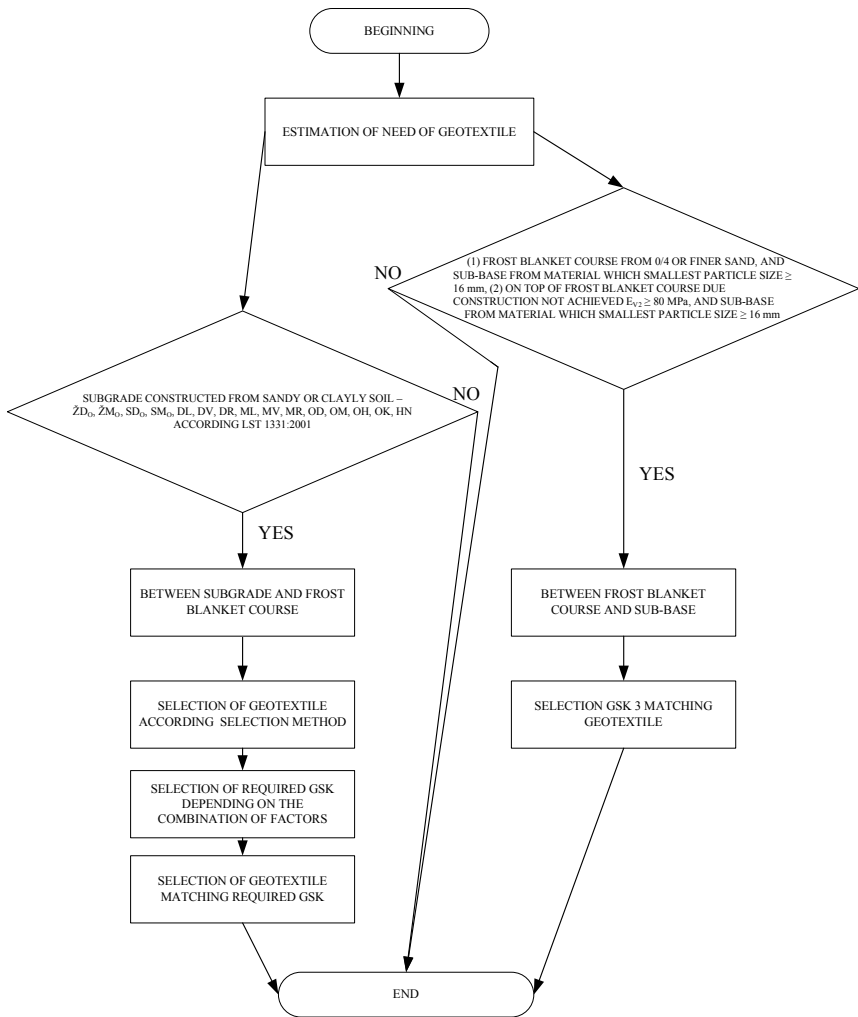 BEGINNING
ESTIMATION OF NEED OF GEOTEXTILE
NO
(1) FROST BLANKET COURSE FROM 0/4 OR FINER SAND, AND
SUB-BASE FROM MATERIAL WHICH SMALLEST PARTICLE SIZE ≥
16 mm, (2) ON TOP OF FROST BLANKET COURSE DUE
CONSTRUCTION NOT ACHIEVED EV2 ≥ 80 MPa, AND SUB-BASE
FROM MATERIAL WHICH SMALLEST PARTICLE SIZE ≥ 16 mm
SUBGRADE CONSTRUCTED FROM SANDY OR CLAYLY SOIL –
ŽDO, ŽMO, SDO, SMO, DL, DV, DR, ML, MV, MR, OD, OM, OH, OK, HN
ACCORDING LST 1331:2001
NO
YES
YES
BETWEEN SUBGRADE AND FROST
BLANKET COURSE
BETWEEN FROST BLANKET
COURSE AND SUB-BASE
SELECTION OF GEOTEXTILE
ACCORDING SELECTION METHOD
SELECTION GSK 3 MATCHING
GEOTEXTILE
SELECTION OF REQUIRED GSK
DEPENDING ON THE
COMBINATION OF FACTORS
SELECTION OF GEOTEXTILE
MATCHING REQUIRED GSK
END